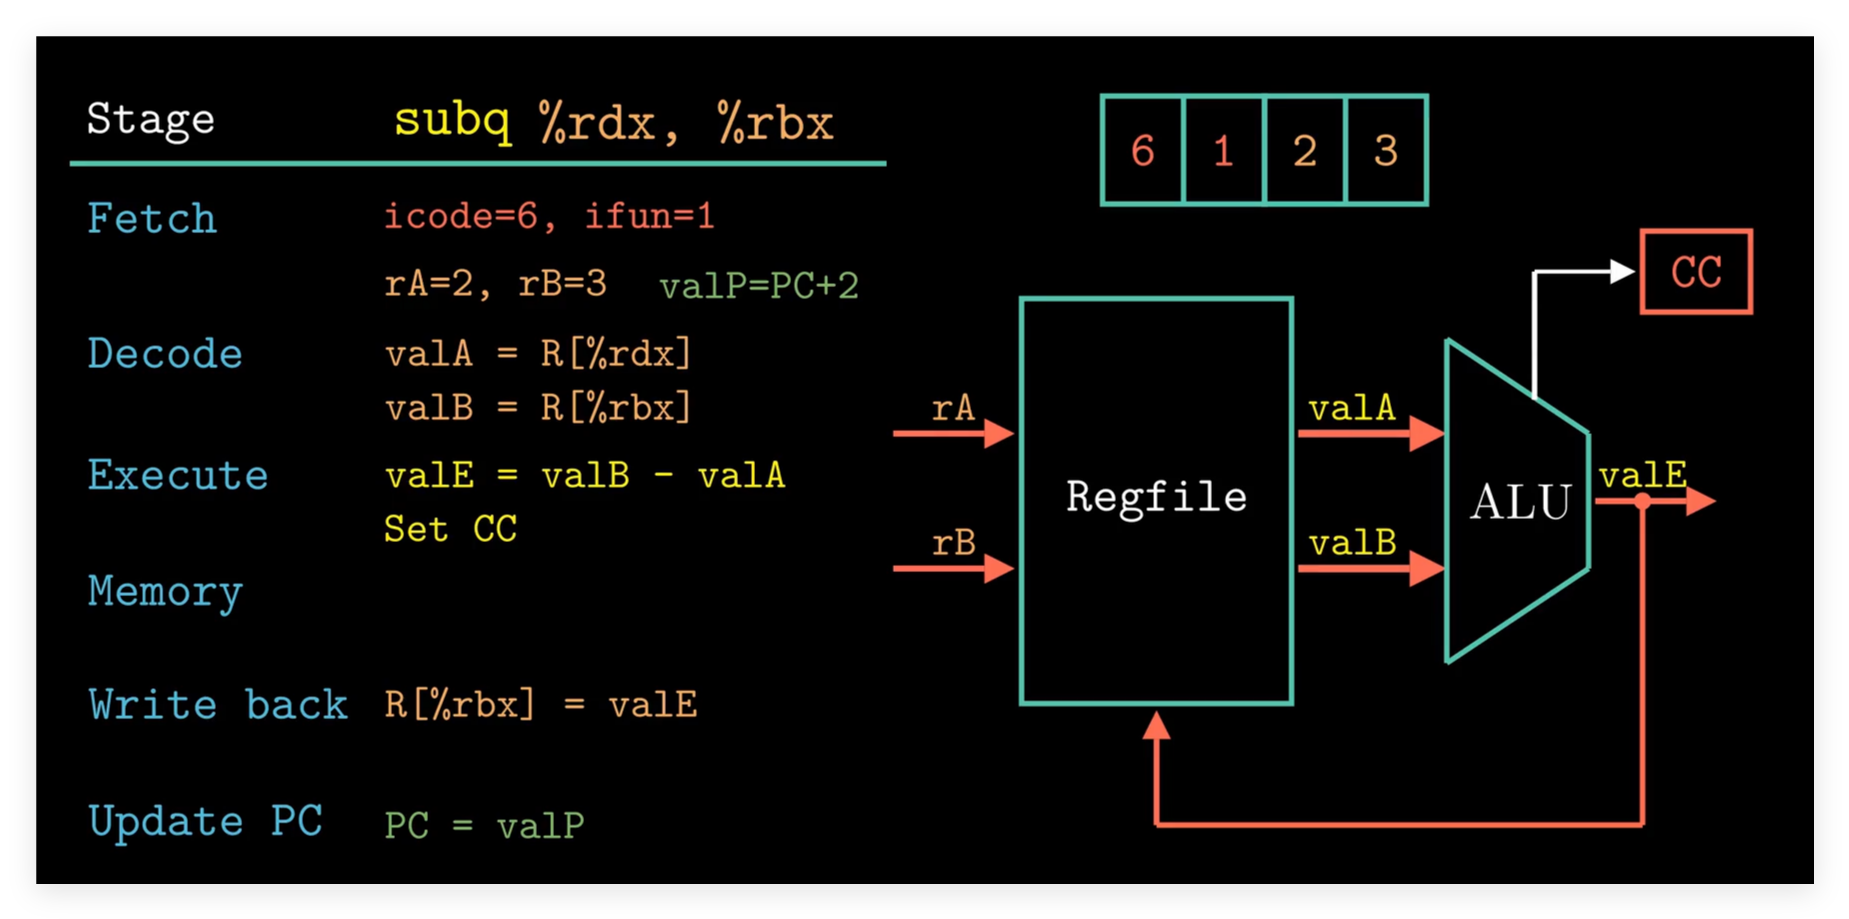 Stage subq %rdx, %rbx
Fetch icode=6, ifun=1
rA=2, rB=3 valP=PC+2
Decode valA = R[%rdx]
valB = R[%rbx]
Execute valE = valB - valA
Set CC
Memory
Write back R[%rbx] = valE
Update PC PC = valP
6 1 2 3
CC
rA
rB
Regfile
valA
valB
ALU
valE